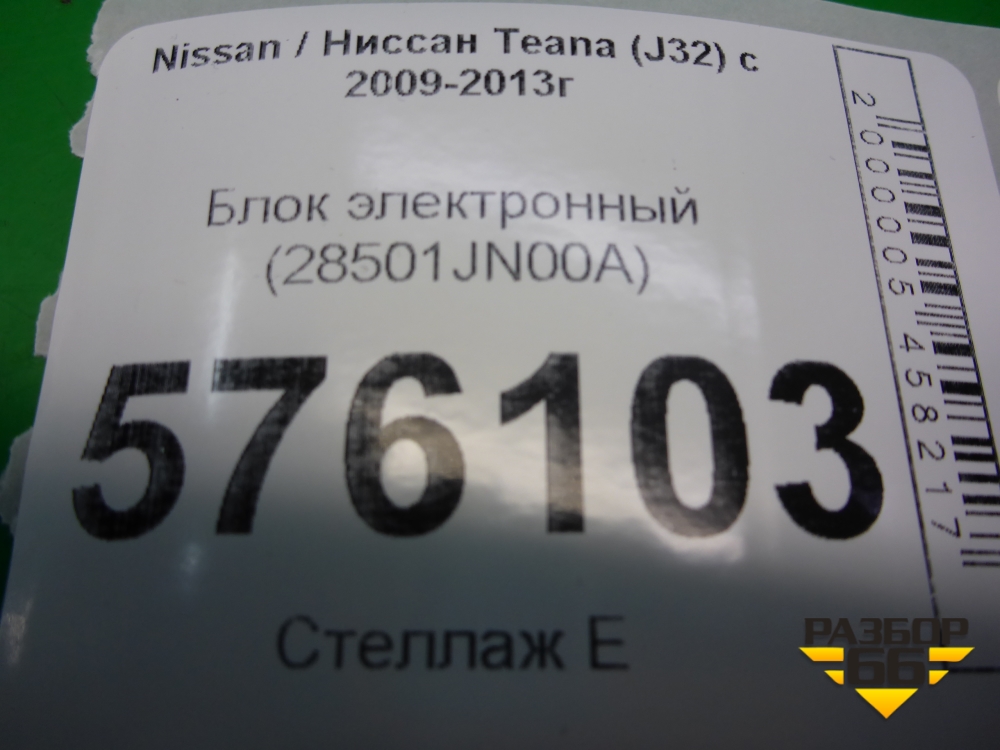 Nissan / Ниссан Teana (J32) с
2009-2013г
Блок электронный
(28501JN00A)
576103
Стеллаж Е
2000005458217
РАЗБОР
66